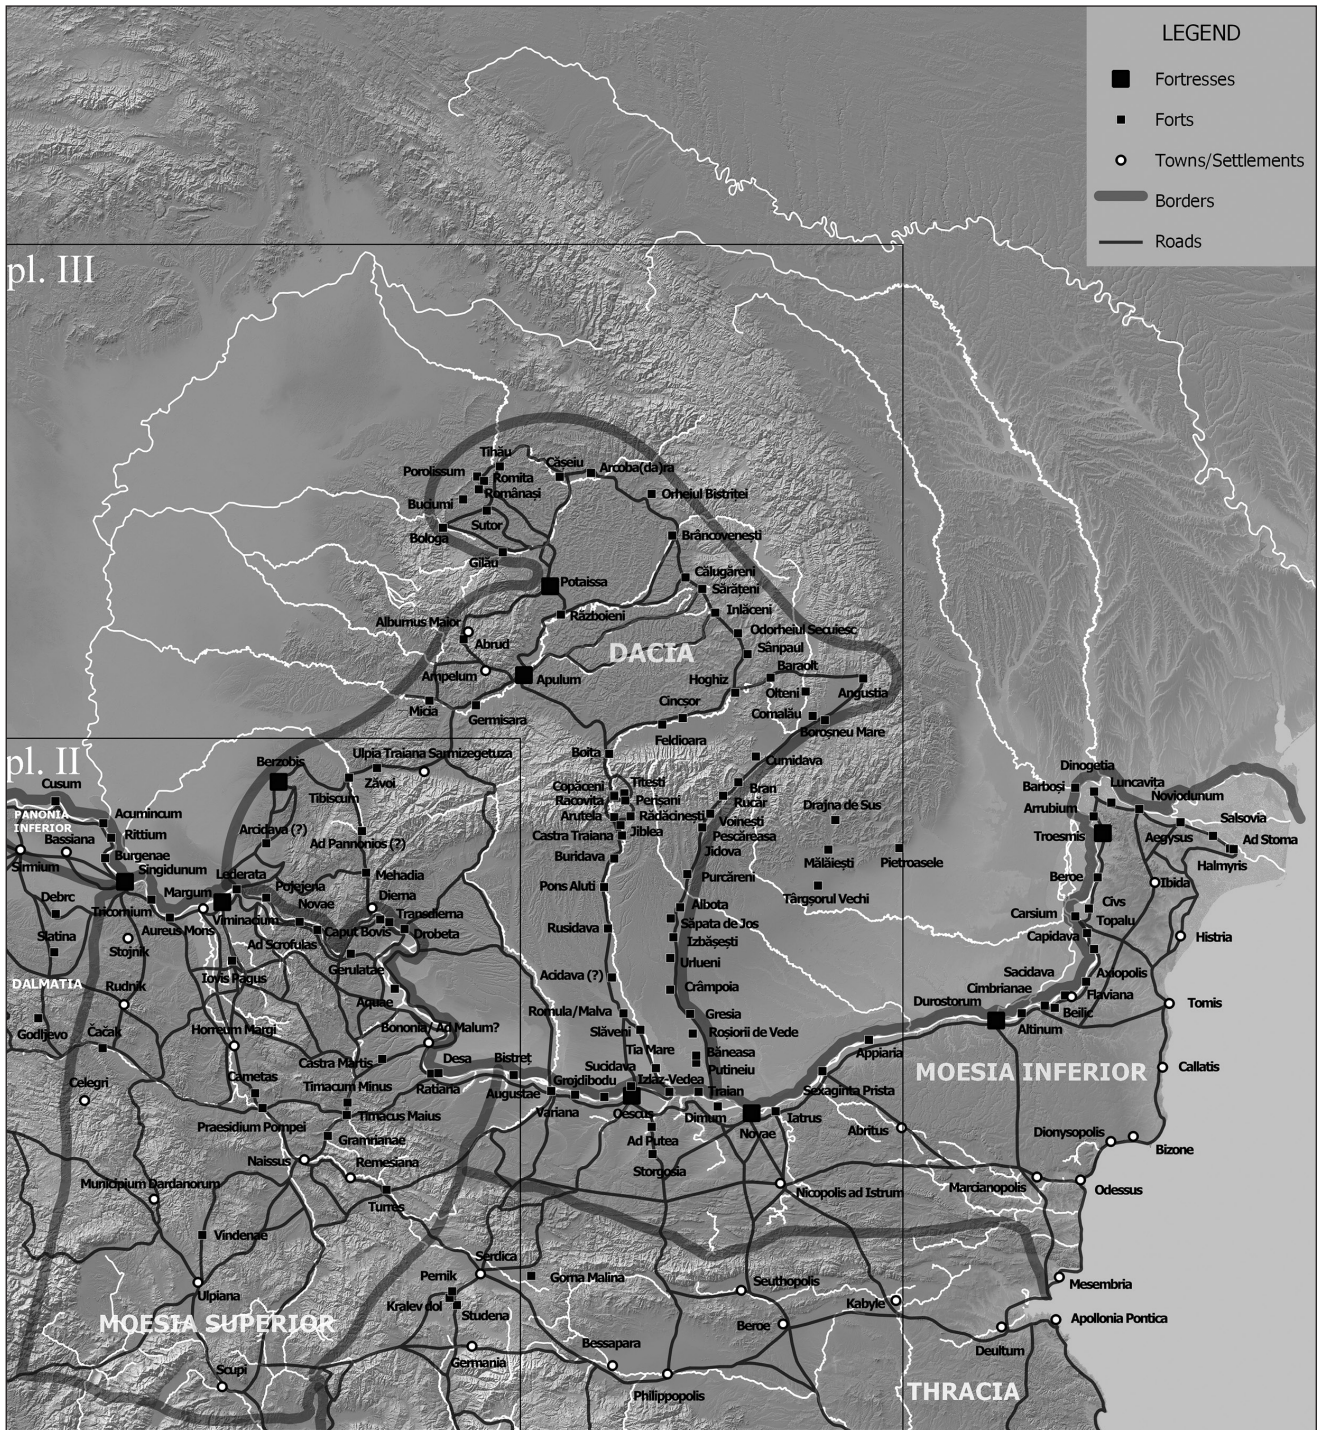 LEGEND
Fortresses
Forts
Towns/Settlements
Borders
Roads
pl. III
Tihău
Porolissum
Romita
Românași
Buciumi
Sutor
Bologa
Gilău
Cășeiu
Arcoba(da)ra
Orheiul Bistritei
Brâncovenești
Potaissa
Călugăreni
Sărățeni
Războieni
Inlăceni
Alburnus Maior
Abrud
Odorheiul Secuiesc
DACIA
Sânpaul
Ampelum
Apulum
Hoghiz
Baraolt
Olteni
Angustia
Micia
Germisara
Cincșor
Comalău
Feldioara
Boroșneu Mare
pl. II
Boita
Cumidava
Berzobis
Ulpia Traiana Sarmizegetuza
Zăvoi
Tibiscum
Cusum
PANONIA
INFERIOR
Acumincum
Rittium
Bassiana
Sirmium
Burgenae
Singidunum
Copăceni
Titești
Racovița
Perișani
Arutela
Rădăcinești
Castra Traiana
Jiblea
Bran
Rucăr
Voinești
Pescăreasa
Jidova
Drajna de Sus
Mălăiești
Pietroasele
Târgșorul Vechi
Dinogetia
Barboși
Luncavița
Noviodunum
Arrubium
Troesmis
Aegysus
Salsovia
Ad Stoma
Halmyris
Beroe
Ibida
Arcidava (?)
Ad Pannonios (?)
Mehadia
Buridava
Pons Aluti
Purcăreni
Lederata
Pojejena
Novae
Dierna
Transdierna
Margum
Viminacium
Debrc
Tricornium
Aureus Mons
Ad Scrofulas
Caput Bovis
Drobeta
Slatina
Stojnik
Gerulatae
Rusidava
Albota
Săpata de Jos
Izbășești
Urlueni
Carsium
Civs
Topalu
Capidava
Histria
DALMATIA
Rudnik
Iovis Pagus
Aquae
Acidava (?)
Crâmpoia
Sacidava
Axiopolis
Cimbrianae
Flaviana
Durostorum
Beilic
Altinum
Tomis
Godljevo
Čačak
Horreum Margi
Bononia/ Ad Malum?
Romula/Malva
Gresia
Slăveni
Roșiorii de Vede
Castra Martis
Desa
Bistret
Tia Mare
Băneasa
Putineiu
Appiaria
Celegri
Cametas
Timacum Minus
Ratiaria
Sucidava
Izlaz-Vedea
Grojdibodu
Augustae
Variana
Oescus
Traian
Sexaginta Prista
MOESIA INFERIOR
Callatis
Praesidium Pompei
Timacus Maius
Gramrianae
Dimum
Novae
Iatrus
Ad Putea
Storgosia
Abritus
Dionysopolis
Bizone
Naissus
Remesiana
Municipium Dardanorum
Turres
Nicopolis ad Istrum
Marcianopolis
Odessus
Vindenae
Serdica
Pernik
Gorna Malina
Seuthopolis
Mesembria
Ulpiana
Kralev dol
Studena
Kabyle
Apollonia Pontica
MOESIA SUPERIOR
Beroe
Deultum
Germania
Bessapara
Scupi
Philippopolis
THRACIA